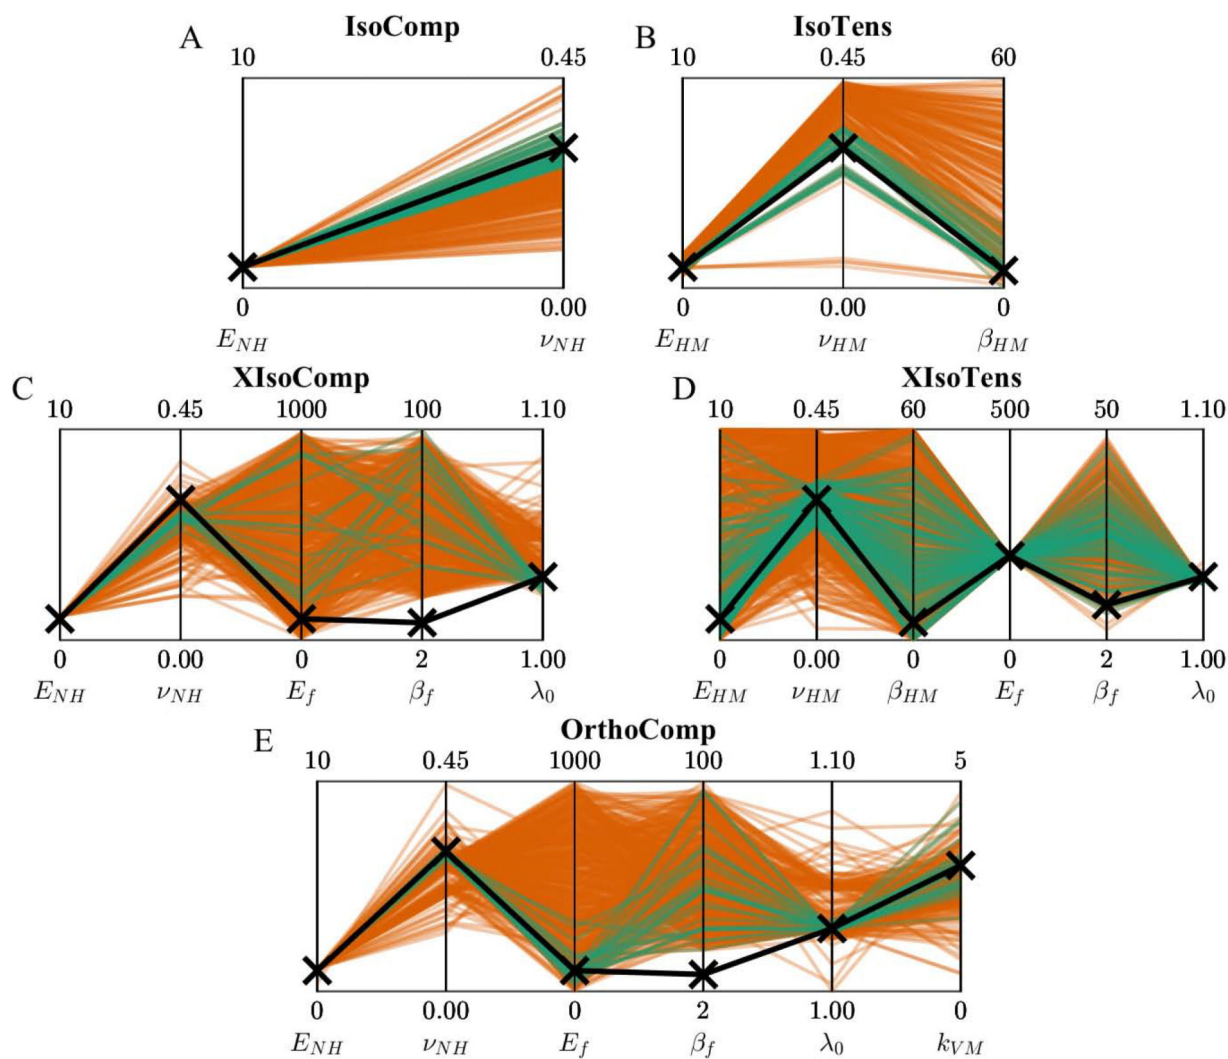 A IsoComp B IsoTens
10 0.45 10 0.45 60
0 0.00 0 0.00 0
E_NH ν_NH E_HM ν_HM β_HM
C XIsoComp D XIsoTens
10 0.45 1000 100 1.10 10 0.45 60 500 50 1.10
0 0.00 0 2 1.00 0 0.00 0 0 2 1.00
E_NH ν_NH E_f β_f λ_0 E_HM ν_HM β_HM E_f β_f λ_0
E OrthoComp
10 0.45 1000 100 1.10 5
0 0.00 0 2 1.00 0
E_NH ν_NH E_f β_f λ_0 k_VM